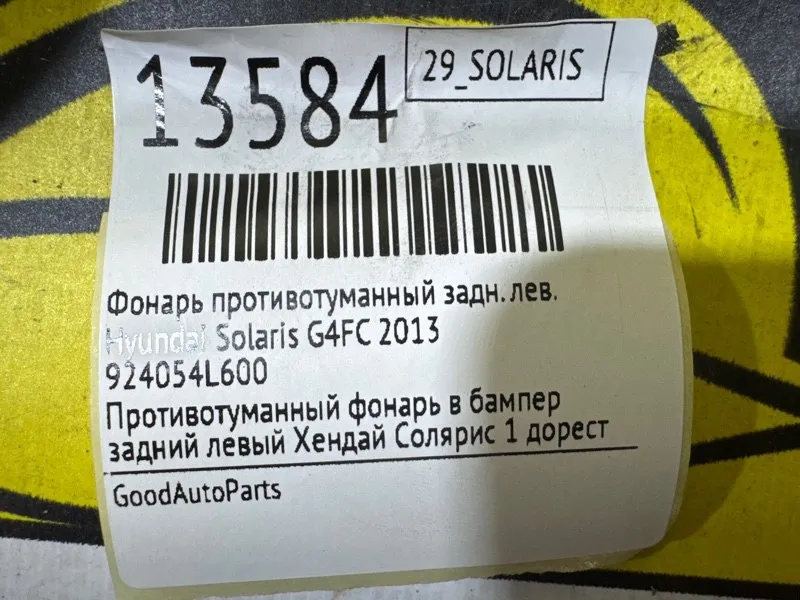 13584
29_SOLARIS
Фонарь противотуманный задн. лев.
Hyundai Solaris G4FC 2013
924054L600
Противотуманный фонарь в бампер
задний левый Хендай Солярис 1 дорест
GoodAutoParts